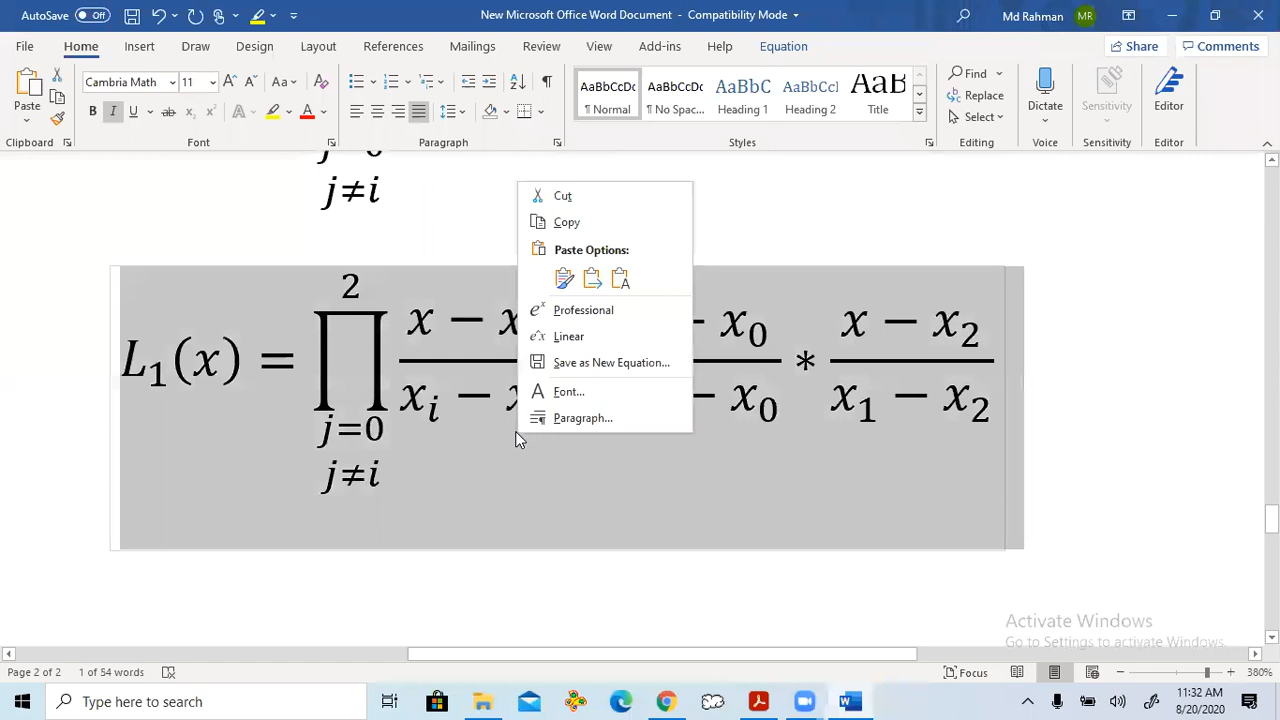 AutoSave Off New Microsoft Office Word Document - Compatibility Mode Md Rahman MR
File Home Insert Draw Design Layout References Mailings Review View Add-ins Help Equation Share Comments
Cambria Math 11 A A Aa A
Paste
B I U ab x₂ x² A A
AaBbCcDc AaBbCcDc AaBbC AaBbCcI AaB
¶ Normal ¶ No Spac... Heading 1 Heading 2 Title
Find
Replace
Select
Dictate Sensitivity Editor
Clipboard Font Paragraph Styles Editing Voice Sensitivity Editor
j≠i
Cut
Copy
Paste Options:
Professional
Linear
Save as New Equation...
Font...
Paragraph...
2
L₁(x) = ∏ x − x − x₀ ∗ x − x₂
xᵢ − x − x₀ x₁ − x₂
j=0
j≠i
Activate Windows
Go to Settings to activate Windows.
Page 2 of 2 1 of 54 words Focus 380%
Type here to search
11:32 AM
8/20/2020